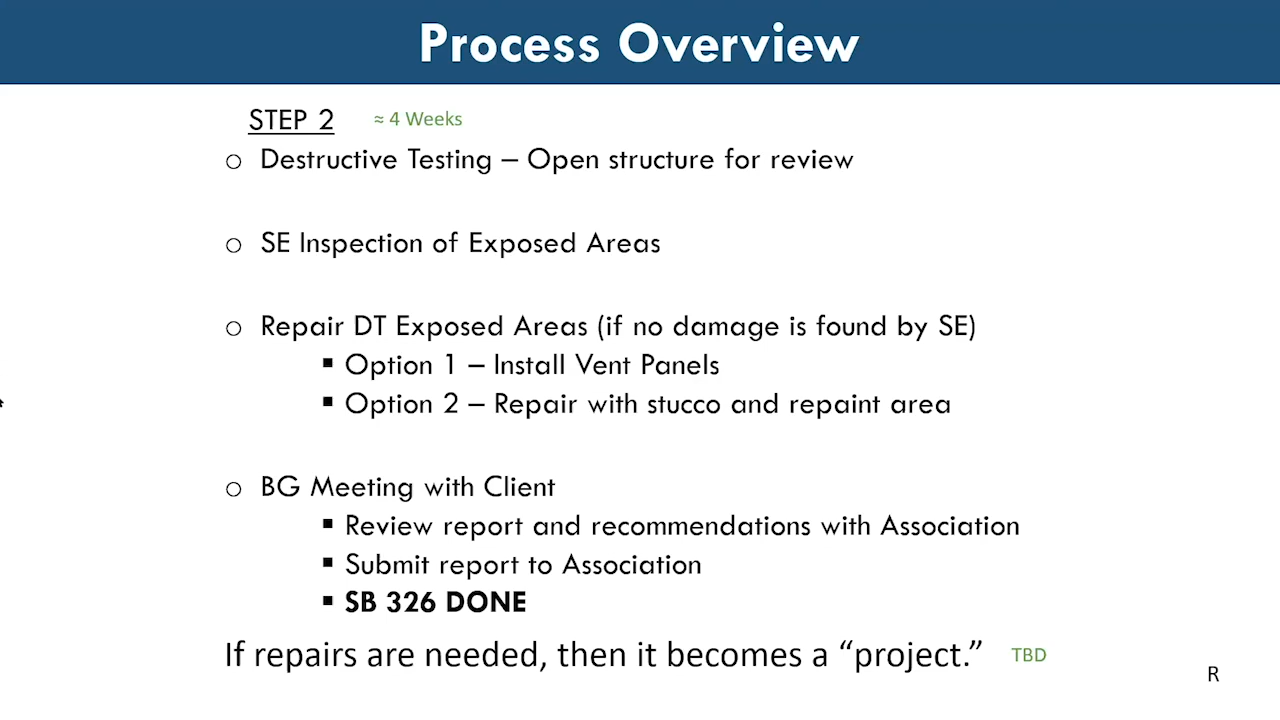 Process Overview
STEP 2 ≈ 4 Weeks
○ Destructive Testing – Open structure for review
○ SE Inspection of Exposed Areas
○ Repair DT Exposed Areas (if no damage is found by SE)
▪ Option 1 – Install Vent Panels
▪ Option 2 – Repair with stucco and repaint area
○ BG Meeting with Client
▪ Review report and recommendations with Association
▪ Submit report to Association
▪ SB 326 DONE
If repairs are needed, then it becomes a “project.” TBD
R